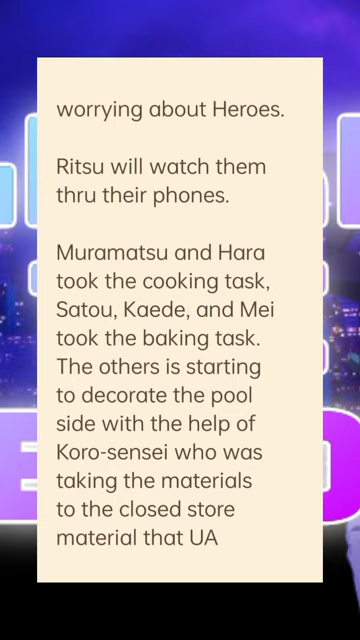 worrying about Heroes.
Ritsu will watch them
thru their phones.
Muramatsu and Hara
took the cooking task,
Satou, Kaede, and Mei
took the baking task.
The others is starting
to decorate the pool
side with the help of
Koro-sensei who was
taking the materials
to the closed store
material that UA